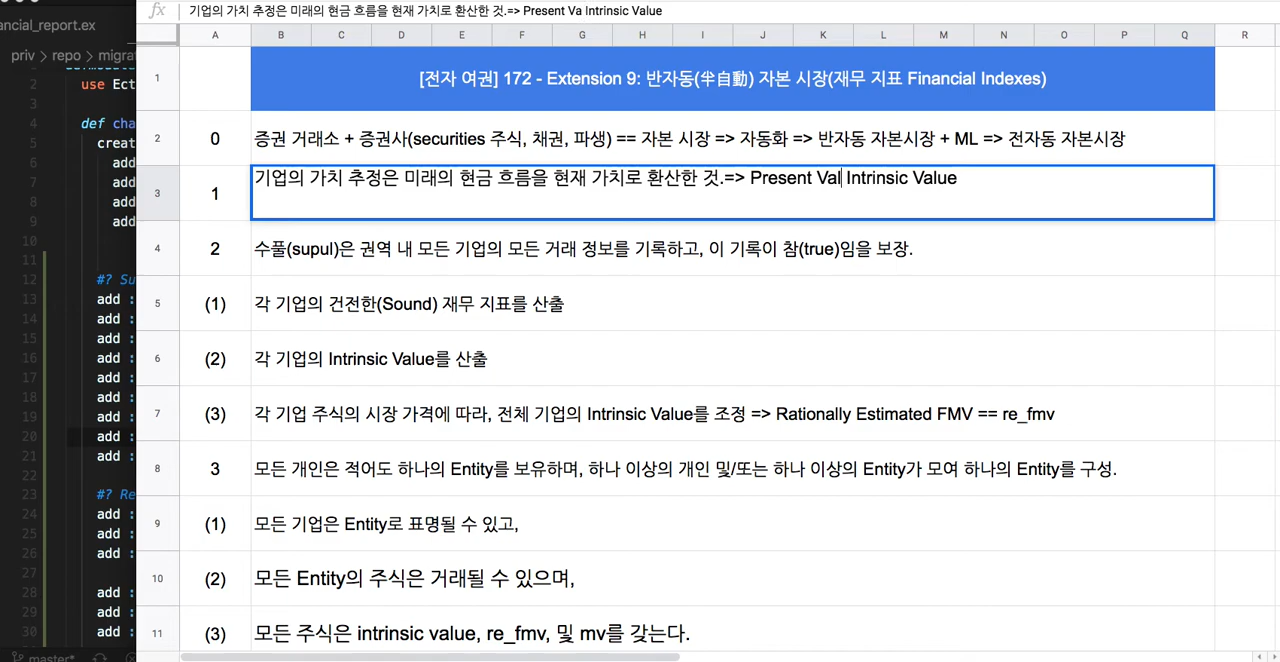 ancial_report.ex
priv > repo > migra
use Ect
def cha
creat
add
add
add
add
#? Su
add :
add :
add :
add :
add :
add :
add :
add :
add :
#? Re
add :
add :
add :
add :
add :
add :
master*
fx 기업의 가치 추정은 미래의 현금 흐름을 현재 가치로 환산한 것.=> Present Va Intrinsic Value
A B C D E F G H I J K L M N O P Q R
1 [전자 여권] 172 - Extension 9: 반자동(半自動) 자본 시장(재무 지표 Financial Indexes)
2 0 증권 거래소 + 증권사(securities 주식, 채권, 파생) == 자본 시장 => 자동화 => 반자동 자본시장 + ML => 전자동 자본시장
3 1 기업의 가치 추정은 미래의 현금 흐름을 현재 가치로 환산한 것.=> Present Val Intrinsic Value
4 2 수풀(supul)은 권역 내 모든 기업의 모든 거래 정보를 기록하고, 이 기록이 참(true)임을 보장.
5 (1) 각 기업의 건전한(Sound) 재무 지표를 산출
6 (2) 각 기업의 Intrinsic Value를 산출
7 (3) 각 기업 주식의 시장 가격에 따라, 전체 기업의 Intrinsic Value를 조정 => Rationally Estimated FMV == re_fmv
8 3 모든 개인은 적어도 하나의 Entity를 보유하며, 하나 이상의 개인 및/또는 하나 이상의 Entity가 모여 하나의 Entity를 구성.
9 (1) 모든 기업은 Entity로 표명될 수 있고,
10 (2) 모든 Entity의 주식은 거래될 수 있으며,
11 (3) 모든 주식은 intrinsic value, re_fmv, 및 mv를 갖는다.